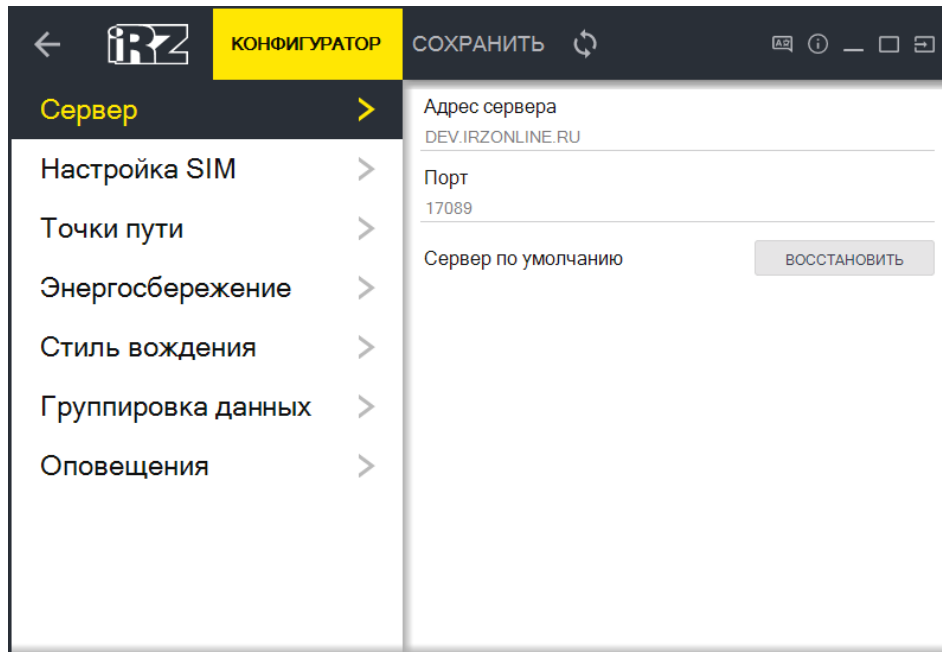 iRZ КОНФИГУРАТОР СОХРАНИТЬ
Сервер
Настройка SIM
Точки пути
Энергосбережение
Стиль вождения
Группировка данных
Оповещения
Адрес сервера
DEV.IRZONLINE.RU
Порт
17089
Сервер по умолчанию ВОССТАНОВИТЬ